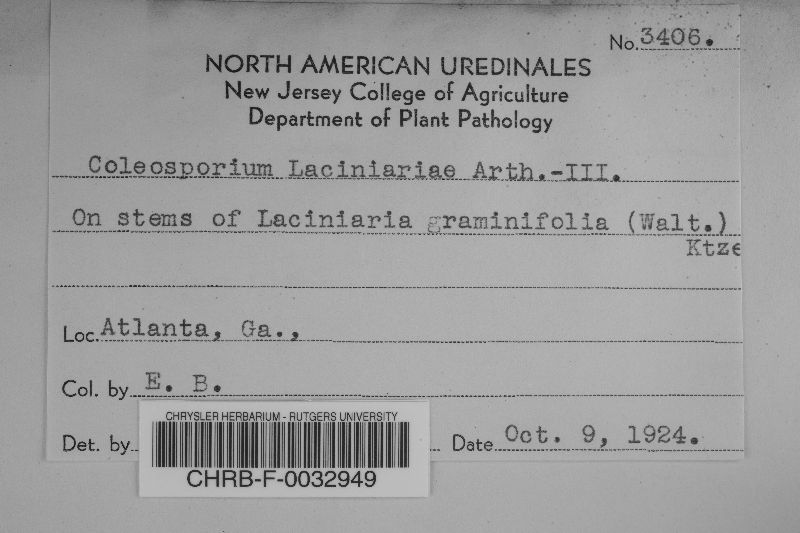 No. 3406.
NORTH AMERICAN UREDINALES
New Jersey College of Agriculture
Department of Plant Pathology
Coleosporium Laciniariae Arth.-III.
On stems of Laciniaria graminifolia (Walt.)
Ktze
Loc. Atlanta, Ga.,
Col. by E. B.
CHRYSLER HERBARIUM - RUTGERS UNIVERSITY
Det. by Date Oct. 9, 1924.
CHRB-F-0032949